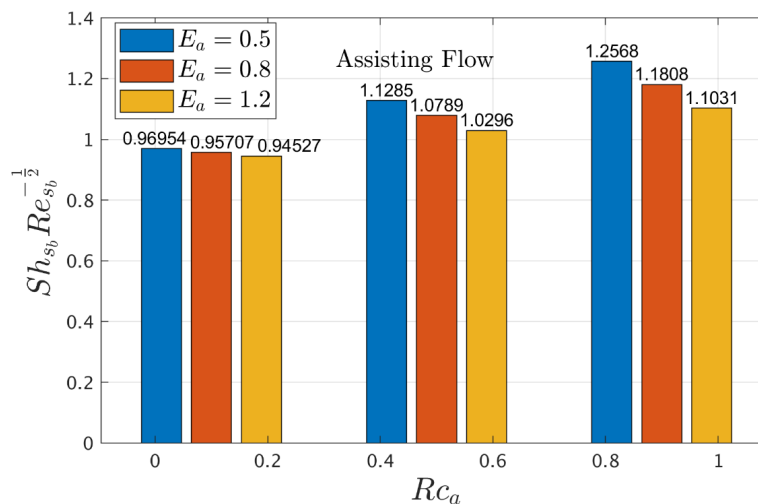 1.4
1.2
1
0.8
0.6
0.4
0.2
0
Sh_{s_b} Re_{s_b}^{-\frac{1}{2}}
E_a = 0.5
E_a = 0.8
E_a = 1.2
Assisting Flow
0.96954
0.95707
0.94527
1.1285
1.0789
1.0296
1.2568
1.1808
1.1031
0 0.2 0.4 0.6 0.8 1
Rc_a